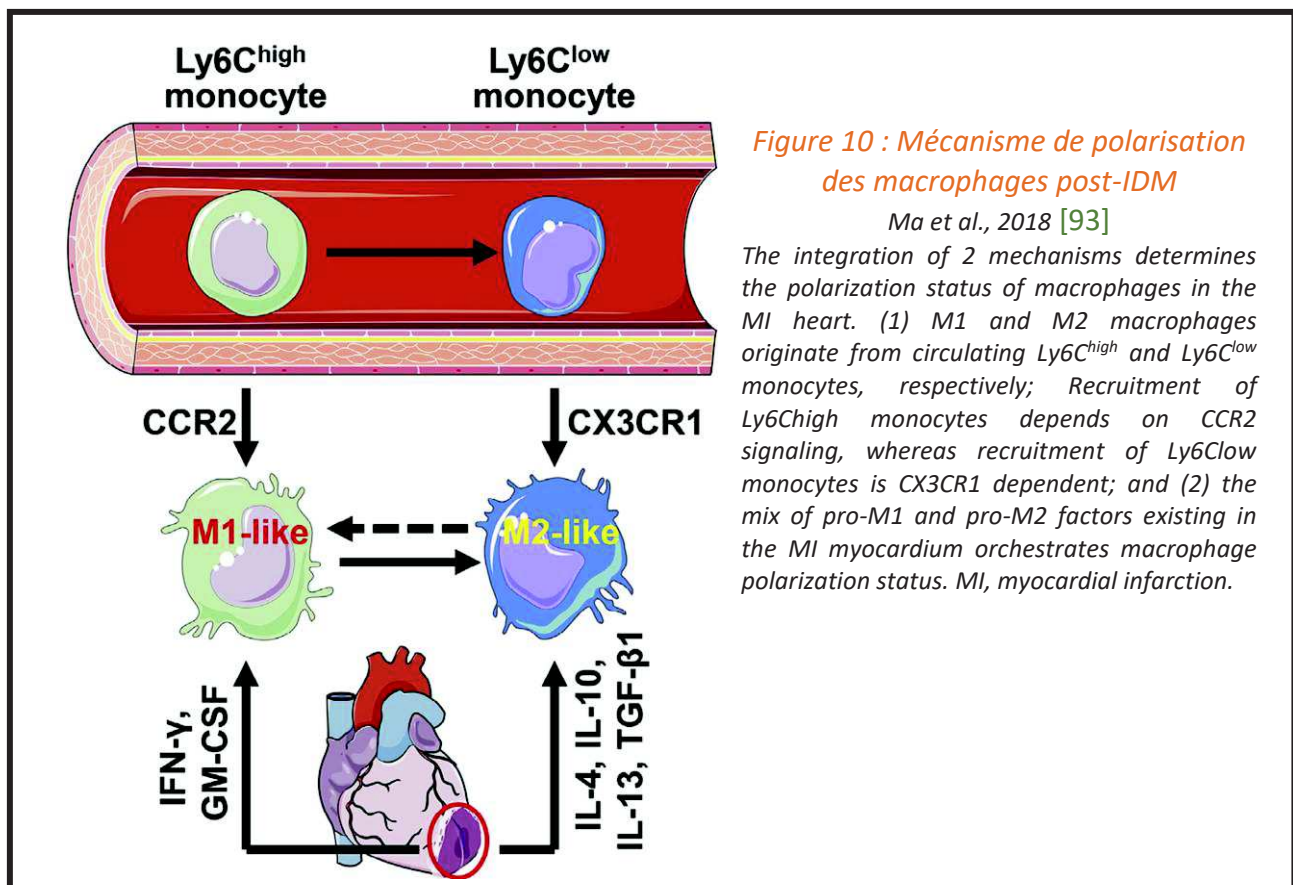 Ly6Chigh
monocyte
Ly6Clow
monocyte
CCR2
CX3CR1
M1-like
M2-like
IFN-γ,
GM-CSF
IL-4, IL-10,
IL-13, TGF-β1
Figure 10 : Mécanisme de polarisation
des macrophages post-IDM
Ma et al., 2018 [93]
The integration of 2 mechanisms determines
the polarization status of macrophages in the
MI heart. (1) M1 and M2 macrophages
originate from circulating Ly6Chigh and Ly6Clow
monocytes, respectively; Recruitment of
Ly6Chigh monocytes depends on CCR2
signaling, whereas recruitment of Ly6Clow
monocytes is CX3CR1 dependent; and (2) the
mix of pro-M1 and pro-M2 factors existing in
the MI myocardium orchestrates macrophage
polarization status. MI, myocardial infarction.